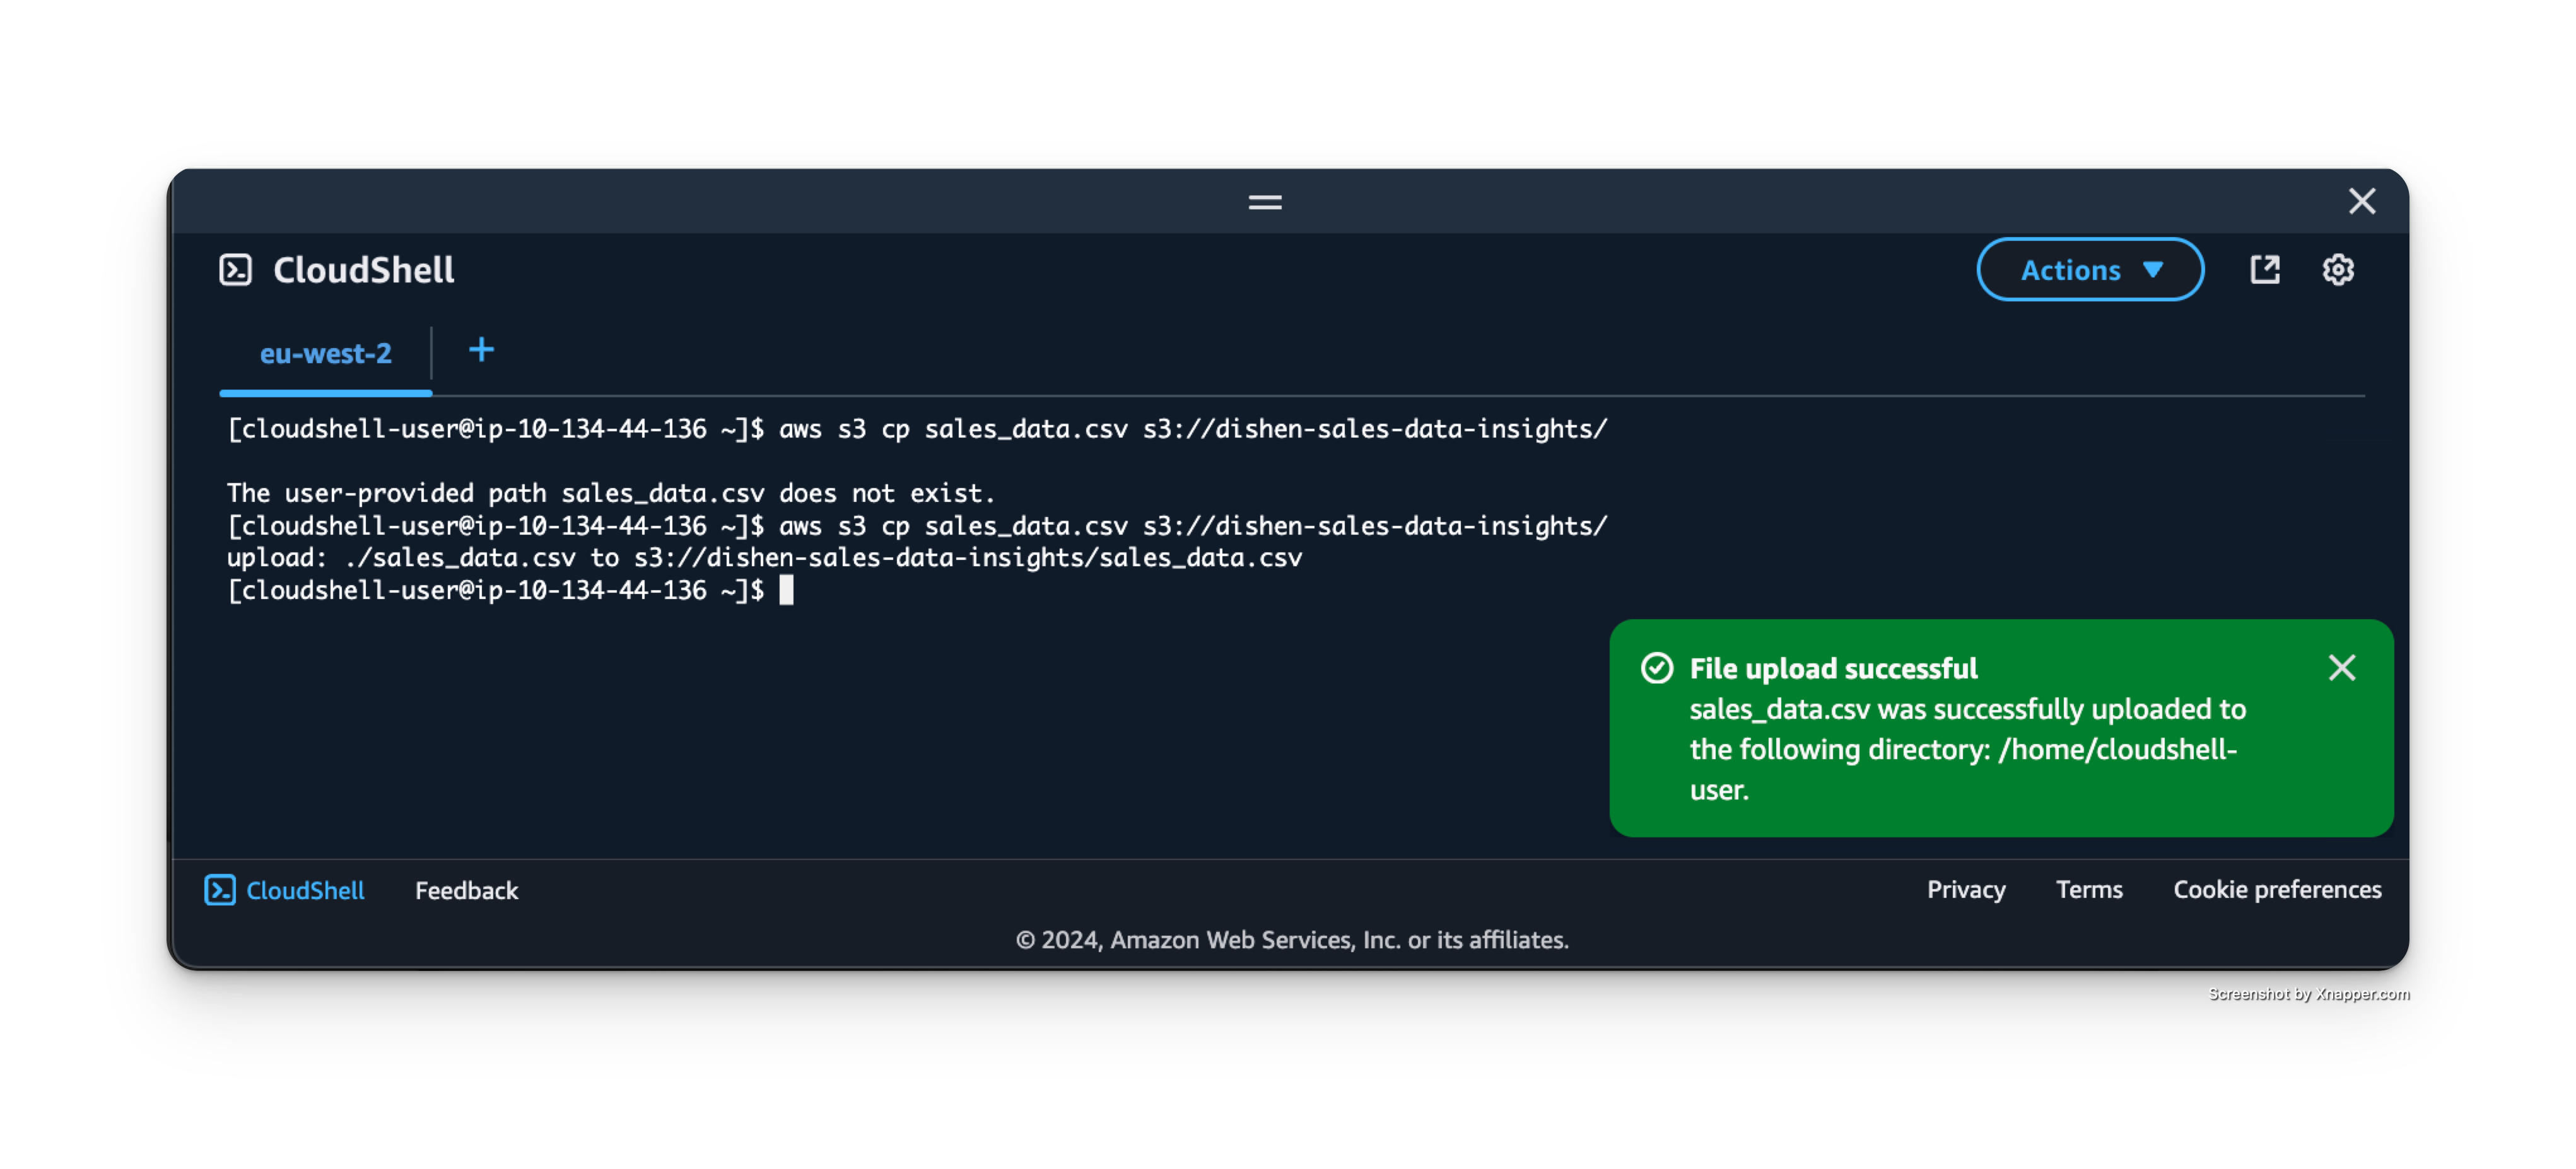 CloudShell
Actions
eu-west-2
[cloudshell-user@ip-10-134-44-136 ~]$ aws s3 cp sales_data.csv s3://dishen-sales-data-insights/
The user-provided path sales_data.csv does not exist.
[cloudshell-user@ip-10-134-44-136 ~]$ aws s3 cp sales_data.csv s3://dishen-sales-data-insights/
upload: ./sales_data.csv to s3://dishen-sales-data-insights/sales_data.csv
[cloudshell-user@ip-10-134-44-136 ~]$
File upload successful
sales_data.csv was successfully uploaded to
the following directory: /home/cloudshell-
user.
CloudShell
Feedback
Privacy
Terms
Cookie preferences
© 2024, Amazon Web Services, Inc. or its affiliates.
Screenshot by Xnapper.com